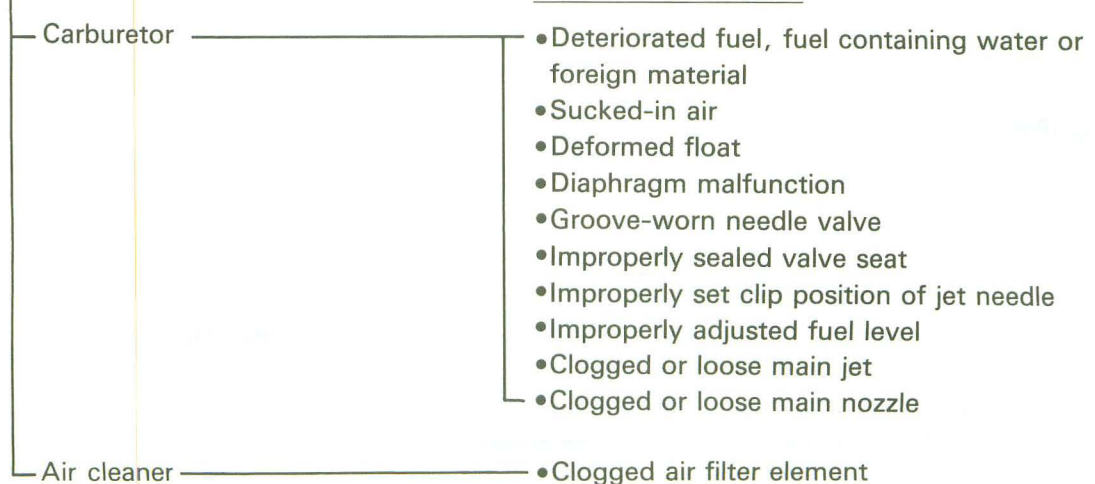 Carburetor
•Deteriorated fuel, fuel containing water or
foreign material
•Sucked-in air
•Deformed float
•Diaphragm malfunction
•Groove-worn needle valve
•Improperly sealed valve seat
•Improperly set clip position of jet needle
•Improperly adjusted fuel level
•Clogged or loose main jet
•Clogged or loose main nozzle
Air cleaner
•Clogged air filter element